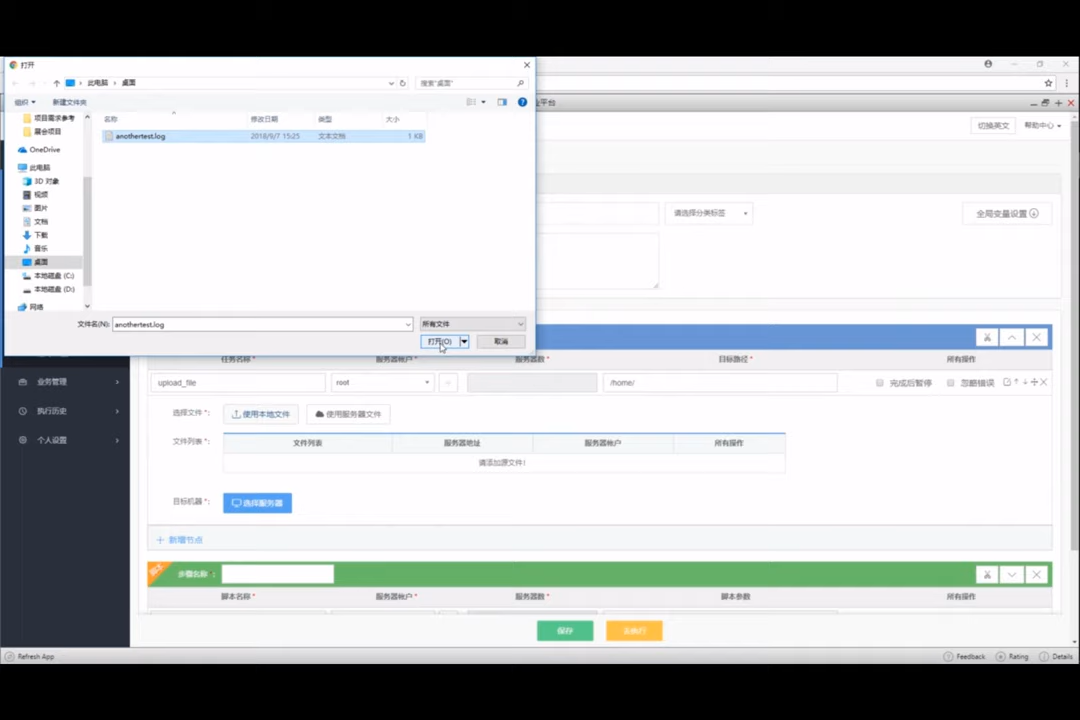 打开
此电脑 › 桌面
搜索"桌面"
组织
新建文件夹
名称 修改日期 类型 大小
anothertest.log 2018/9/7 15:25 文本文档 1 KB
项目需求参考
展会项目
OneDrive
此电脑
3D 对象
视频
图片
文档
下载
音乐
桌面
本地磁盘 (C:)
本地磁盘 (D:)
网络
文件名(N): anothertest.log 所有文件
打开(O) 取消
业平台
切换英文 帮助中心
请选择分类标签 全局变量设置
任务名称* 服务器账户* 服务器数* 目标路径* 所有操作
upload_file root /home/ 完成后暂停 忽略错误
选择文件*: 使用本地文件 使用服务器文件
文件列表*: 文件列表 服务器地址 服务器帐户 所有操作
请添加源文件!
目标机器*: 选择服务器
+ 新增节点
步骤名称*:
脚本名称* 服务器帐户* 服务器数* 脚本参数 所有操作
保存 去执行
业务管理
执行历史
个人设置
Refresh App Feedback Rating Details